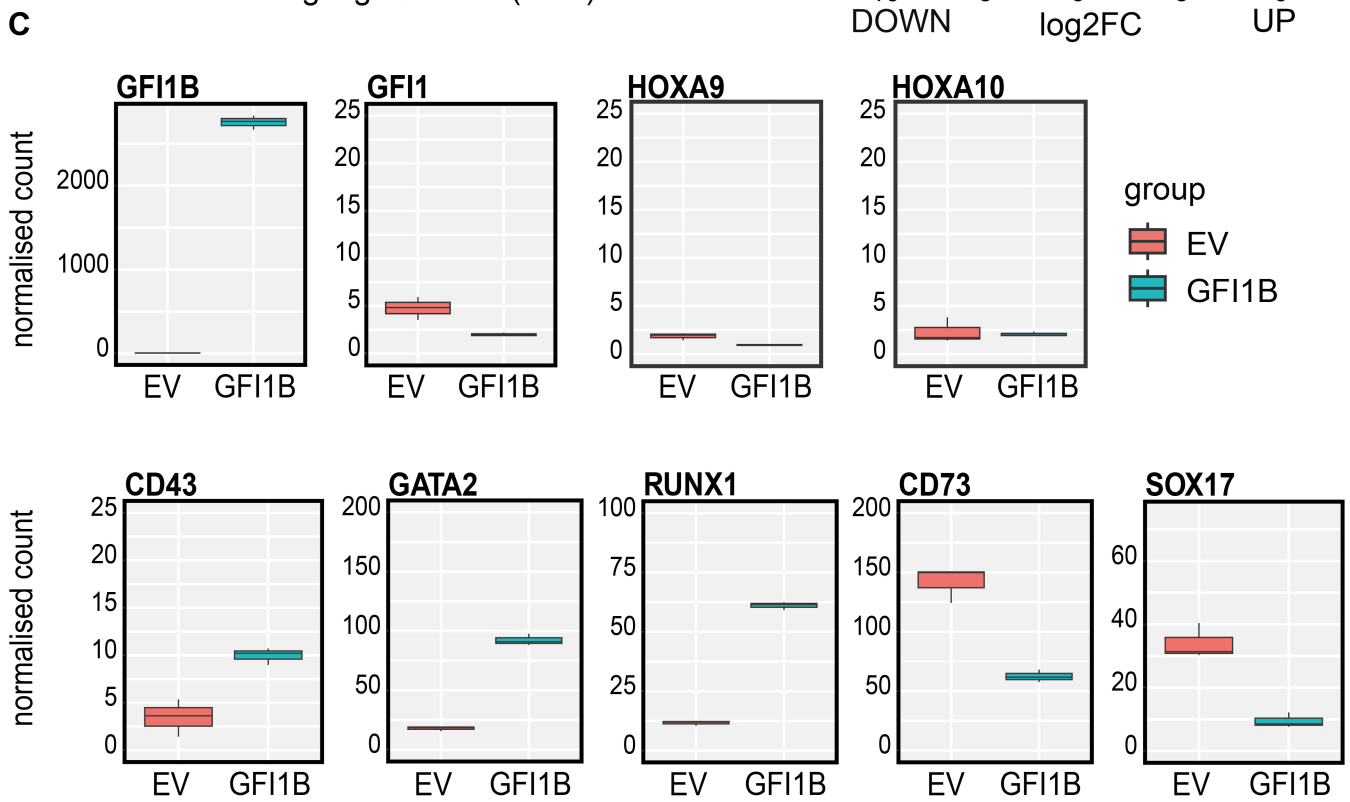 C
DOWN log2FC UP
GFI1B GFI1 HOXA9 HOXA10
normalised count
2000
1000
0
EV GFI1B
25
20
15
10
5
0
EV GFI1B
25
20
15
10
5
0
EV GFI1B
25
20
15
10
5
0
EV GFI1B
group
EV
GFI1B
CD43 GATA2 RUNX1 CD73 SOX17
normalised count
25
20
15
10
5
0
EV GFI1B
200
150
100
50
0
EV GFI1B
100
75
50
25
0
EV GFI1B
200
150
100
50
0
EV GFI1B
60
40
20
0
EV GFI1B